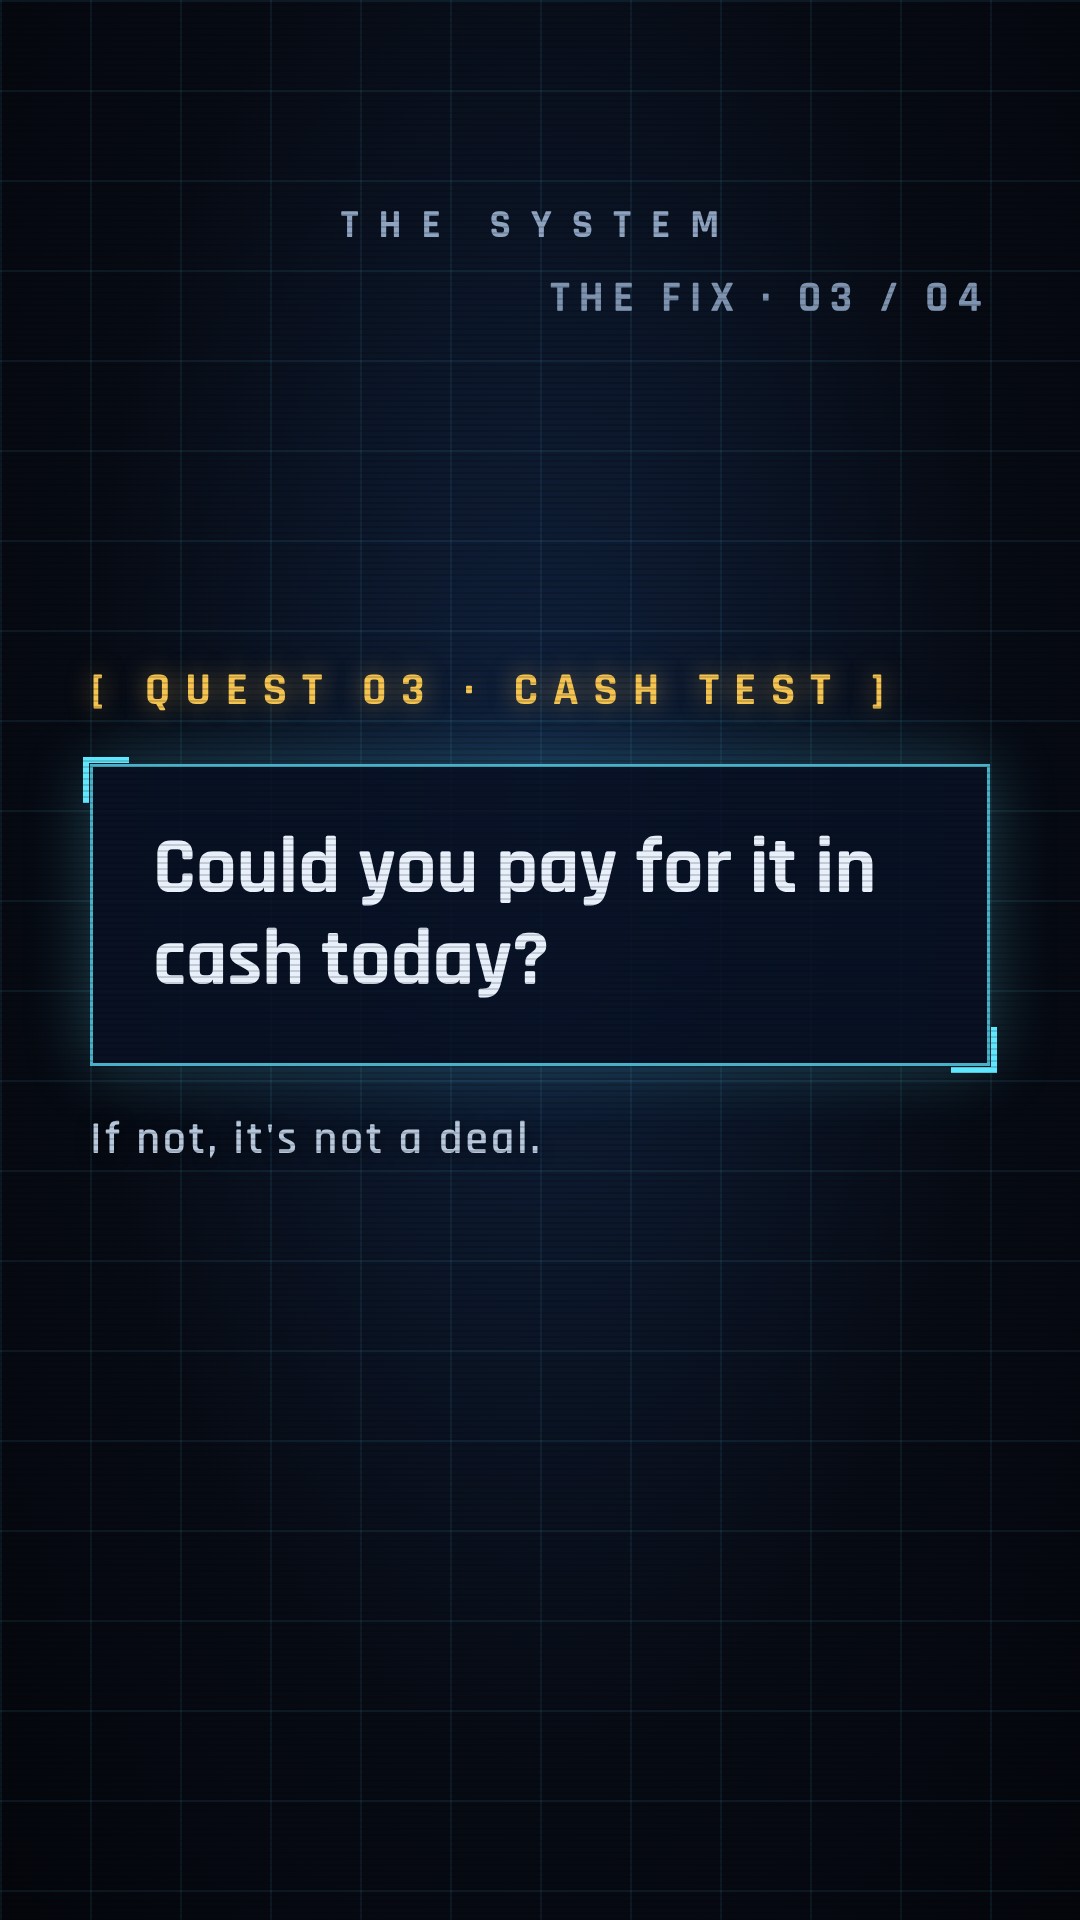 THE SYSTEM
THE FIX · 03 / 04
[ QUEST 03 · CASH TEST ]
Could you pay for it in
cash today?
If not, it's not a deal.